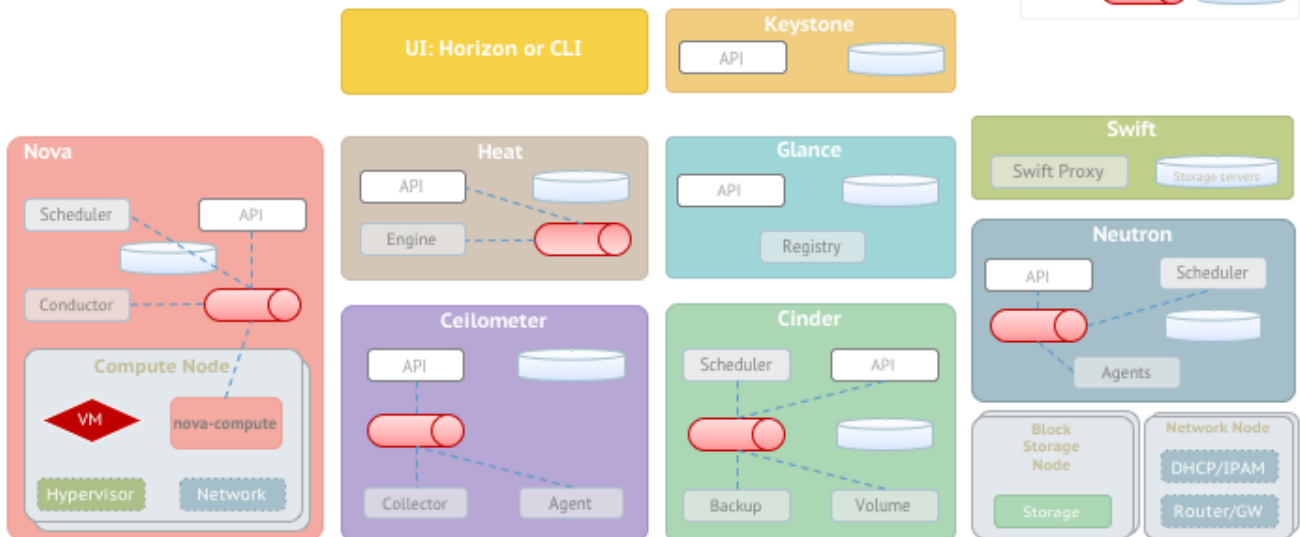 UI: Horizon or CLI
Keystone
API
Nova
Scheduler
API
Conductor
Compute Node
VM
nova-compute
Hypervisor
Network
Heat
API
Engine
Glance
API
Registry
Swift
Swift Proxy
Storage servers
Ceilometer
API
Collector
Agent
Cinder
Scheduler
API
Backup
Volume
Neutron
API
Scheduler
Agents
Block
Storage
Node
Storage
Network Node
DHCP/IPAM
Router/GW